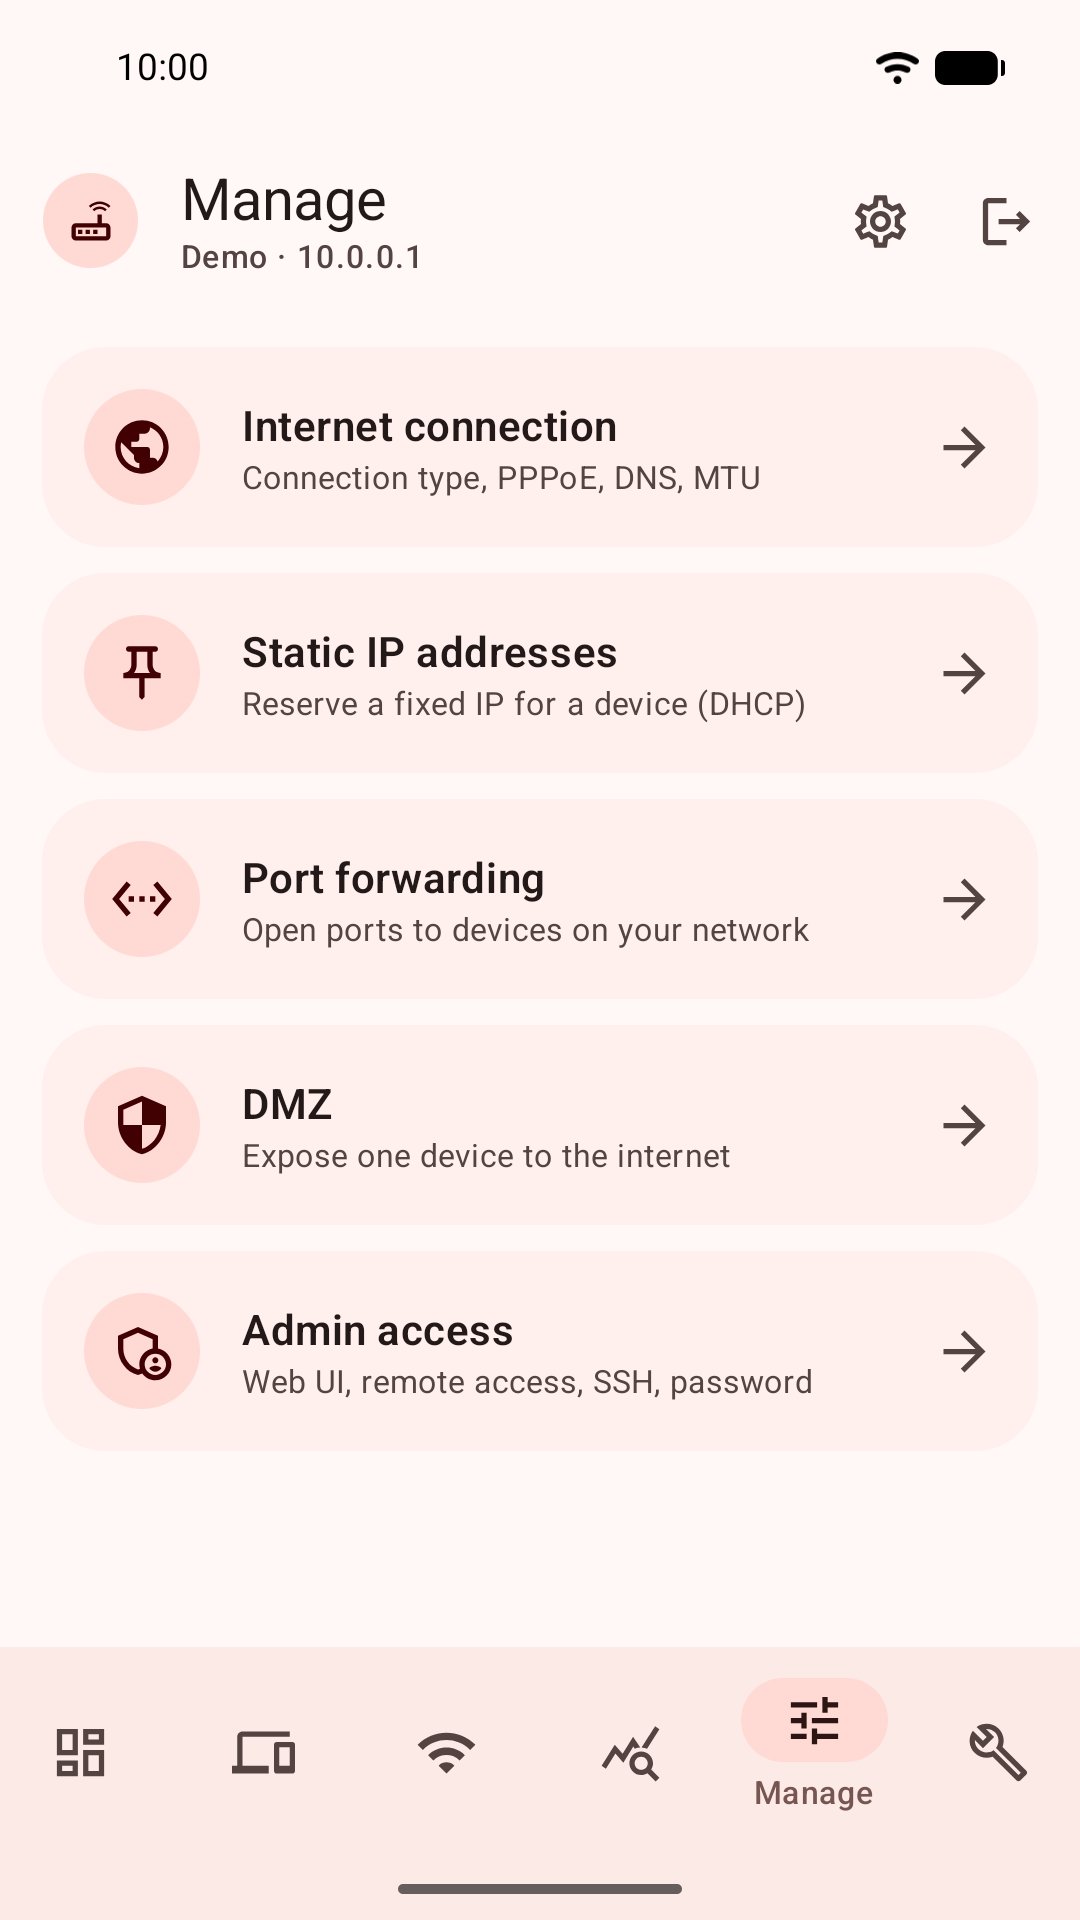 10:00
Manage
Demo · 10.0.0.1
Internet connection
Connection type, PPPoE, DNS, MTU
Static IP addresses
Reserve a fixed IP for a device (DHCP)
Port forwarding
Open ports to devices on your network
DMZ
Expose one device to the internet
Admin access
Web UI, remote access, SSH, password
Manage